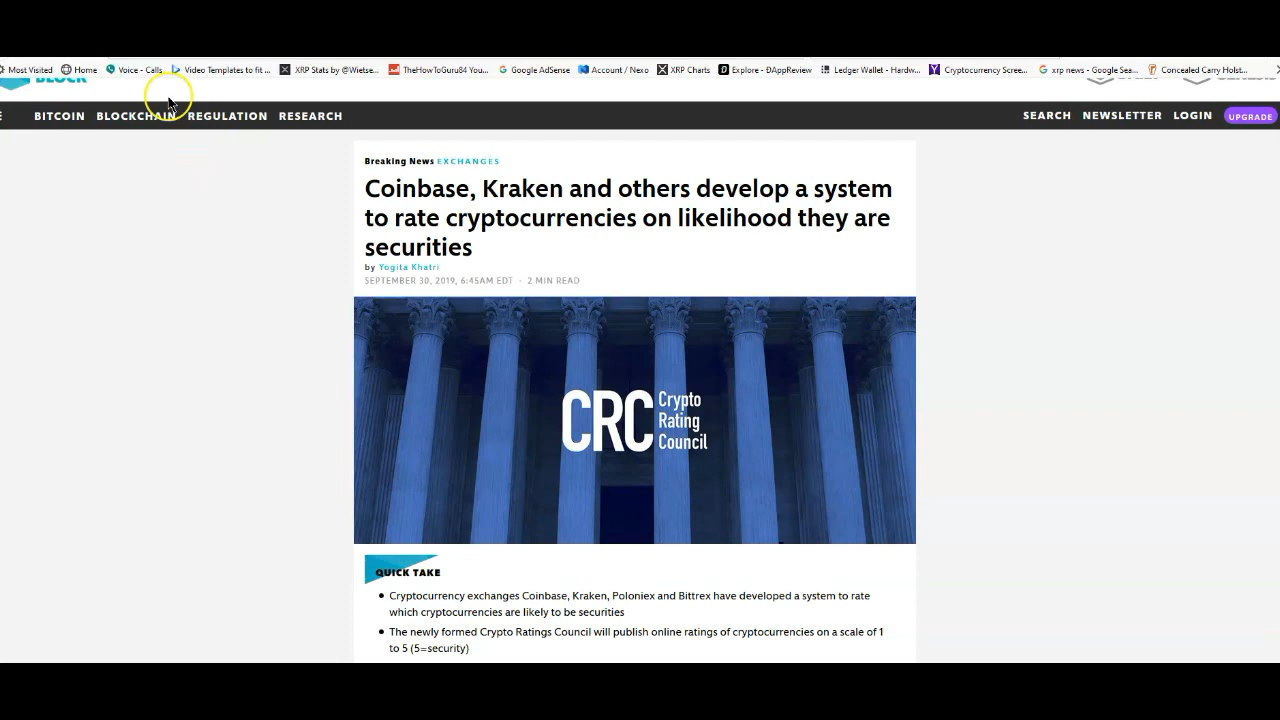 Most Visited Home Voice - Calls Video Templates to fit ... XRP Stats by @Wietse... TheHowToGuru84 You... Google AdSense Account / Nexo XRP Charts Explore - ÐAppReview Ledger Wallet - Hardw... Cryptocurrency Scree... xrp news - Google Sea... Concealed Carry Holst...
BLOCK
BITCOIN BLOCKCHAIN REGULATION RESEARCH SEARCH NEWSLETTER LOGIN UPGRADE
Breaking News EXCHANGES
Coinbase, Kraken and others develop a system
to rate cryptocurrencies on likelihood they are
securities
by Yogita Khatri
SEPTEMBER 30, 2019, 6:45AM EDT · 2 MIN READ
CRC Crypto
Rating
Council
QUICK TAKE
• Cryptocurrency exchanges Coinbase, Kraken, Poloniex and Bittrex have developed a system to rate
which cryptocurrencies are likely to be securities
• The newly formed Crypto Ratings Council will publish online ratings of cryptocurrencies on a scale of 1
to 5 (5=security)